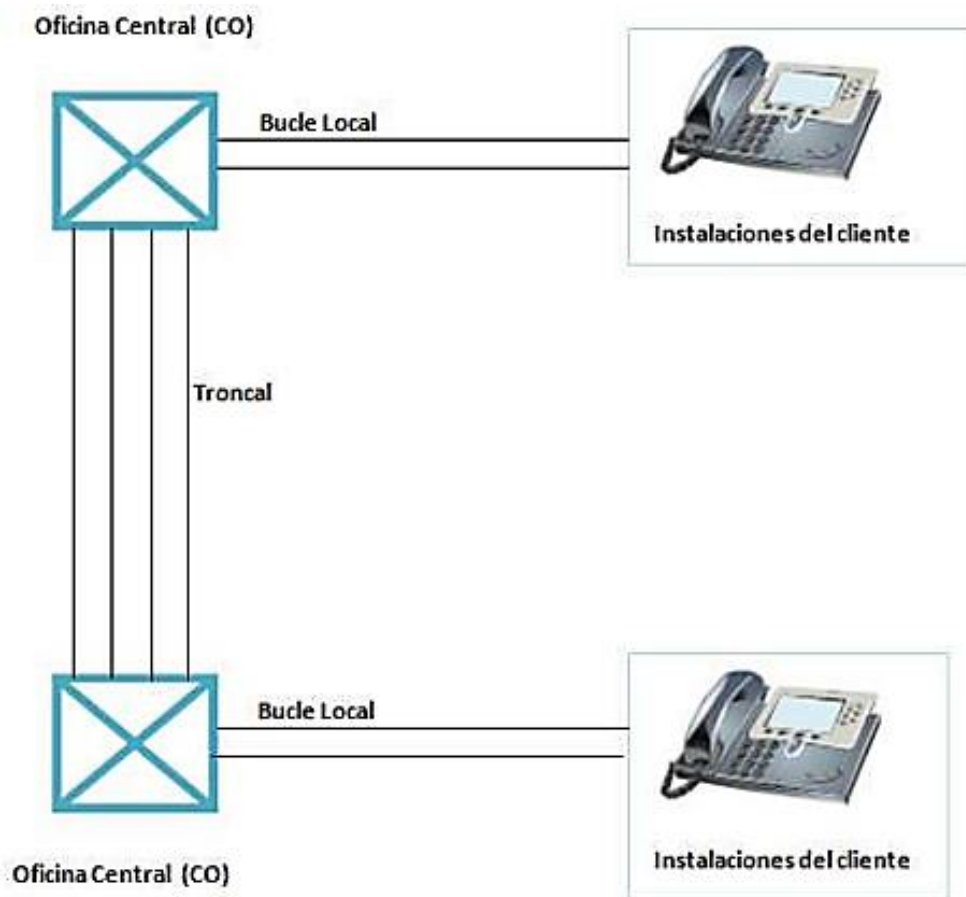 Oficina Central (CO)
Bucle Local
Instalaciones del cliente
Troncal
Bucle Local
Instalaciones del cliente
Oficina Central (CO)